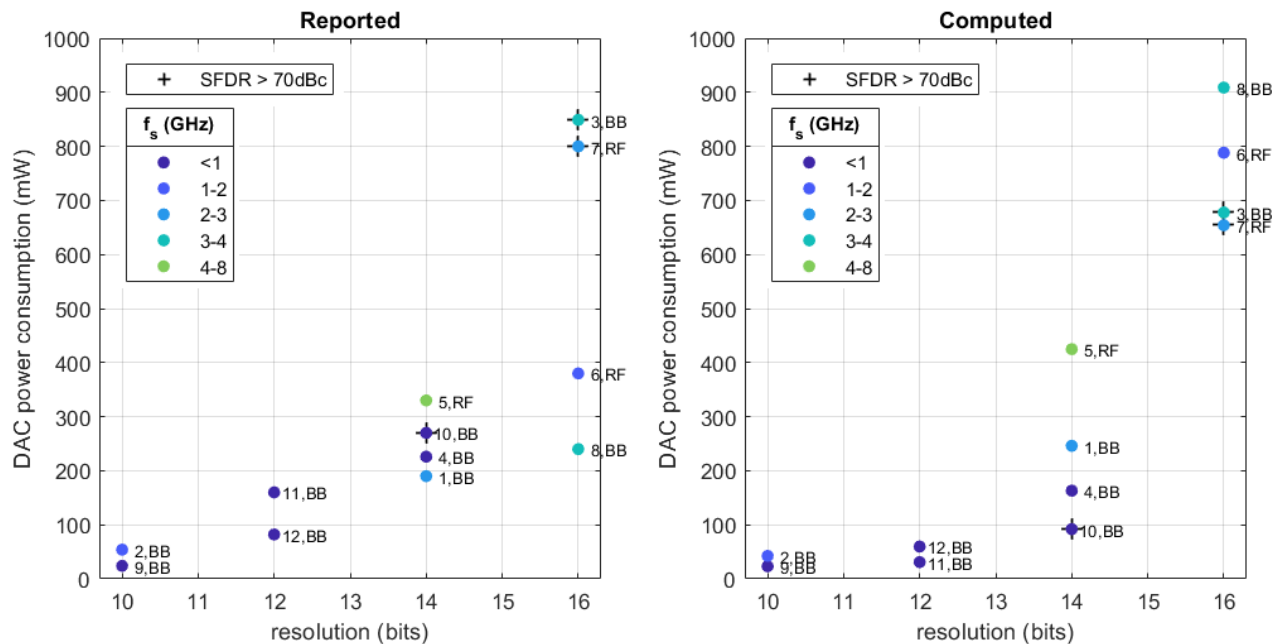 Reported
DAC power consumption (mW)
1000
900
800
700
600
500
400
300
200
100
0
SFDR > 70dBc
f_s (GHz)
<1
1-2
2-3
3-4
4-8
3,BB
7,RF
6,RF
8,BB
5,RF
10,BB
4,BB
1,BB
11,BB
12,BB
2,BB
9,BB
10 11 12 13 14 15 16
resolution (bits)
Computed
DAC power consumption (mW)
1000
900
800
700
600
500
400
300
200
100
0
SFDR > 70dBc
f_s (GHz)
<1
1-2
2-3
3-4
4-8
8,BB
6,RF
3,BB
7,RF
5,RF
1,BB
4,BB
10,BB
12,BB
11,BB
2,BB
9,BB
10 11 12 13 14 15 16
resolution (bits)